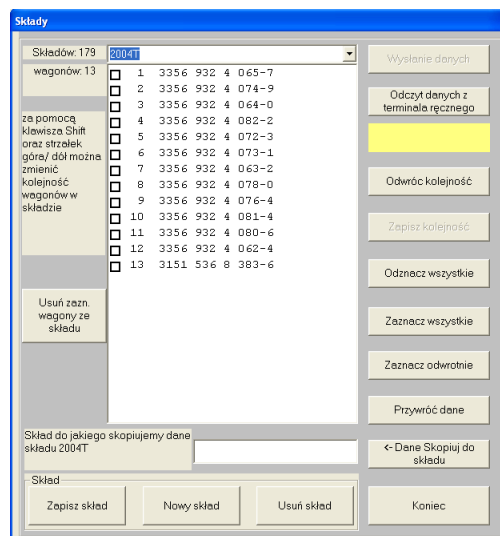 Składy
Składów: 179
2004T
wagonów: 13
1 3356 932 4 065-7
2 3356 932 4 074-9
3 3356 932 4 064-0
4 3356 932 4 082-2
5 3356 932 4 072-3
6 3356 932 4 073-1
7 3356 932 4 063-2
8 3356 932 4 078-0
9 3356 932 4 076-4
10 3356 932 4 081-4
11 3356 932 4 080-6
12 3356 932 4 062-4
13 3151 536 8 383-6
za pomocą
klawisza Shift
oraz strzałek
góra/ dół można
zmienić
kolejność
wagonów w
składzie
Usuń zazn.
wagony ze
składu
Wysłanie danych
Odczyt danych z
terminala ręcznego
Odwróc kolejność
Zapisz kolejność
Odznacz wszystkie
Zaznacz wszystkie
Zaznacz odwrotnie
Przywróć dane
Skład do jakiego skopiujemy dane
składu 2004T
<- Dane Skopiuj do
składu
Skład
Zapisz skład
Nowy skład
Usuń skład
Koniec